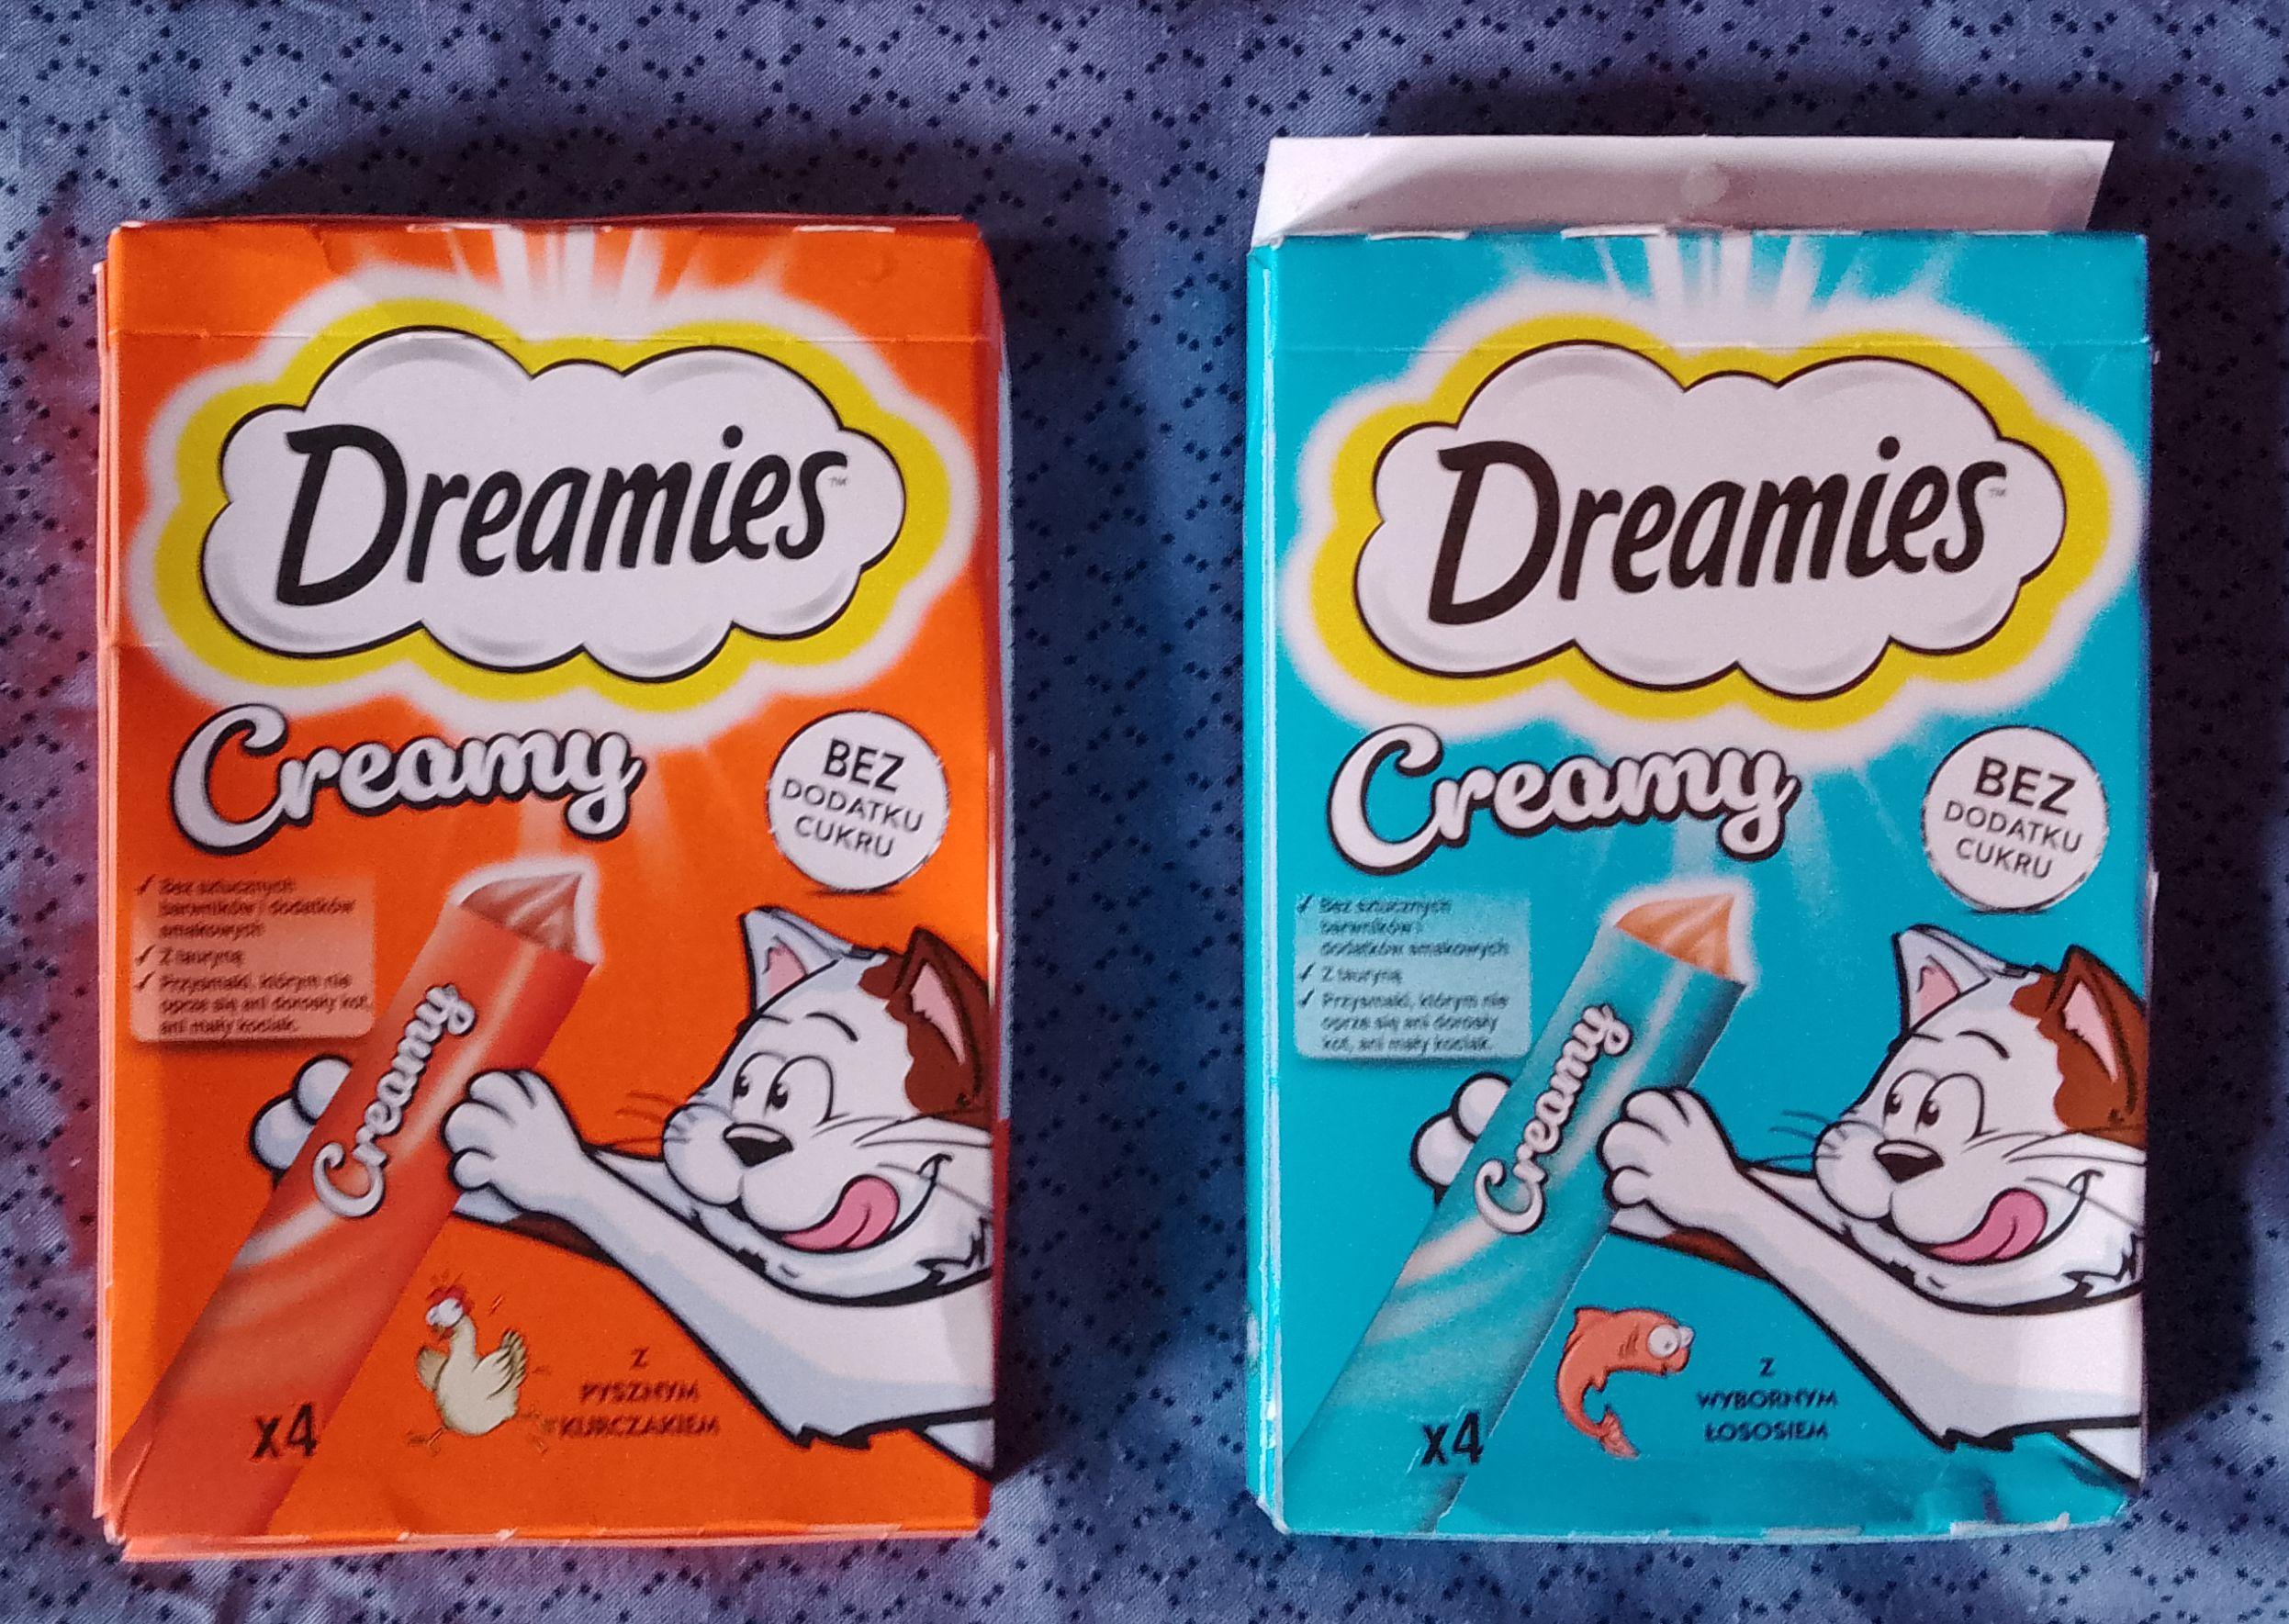 Dreamies™
Creamy
BEZ
DODATKU
CUKRU
✓ Bez sztucznych
barwników i dodatków
smakowych
✓ Z tauryną
✓ Przysmaki, którym nie
oprze się ani dorosły kot,
ani mały kociak.
Creamy
x4
Z
PYSZNYM
KURCZAKIEM
Dreamies™
Creamy
BEZ
DODATKU
CUKRU
✓ Bez sztucznych
barwników i
dodatków smakowych
✓ Z tauryną
✓ Przysmaki, którym nie
oprze się ani dorosły
kot, ani mały kociak.
Creamy
x4
Z
WYBORNYM
ŁOSOSIEM